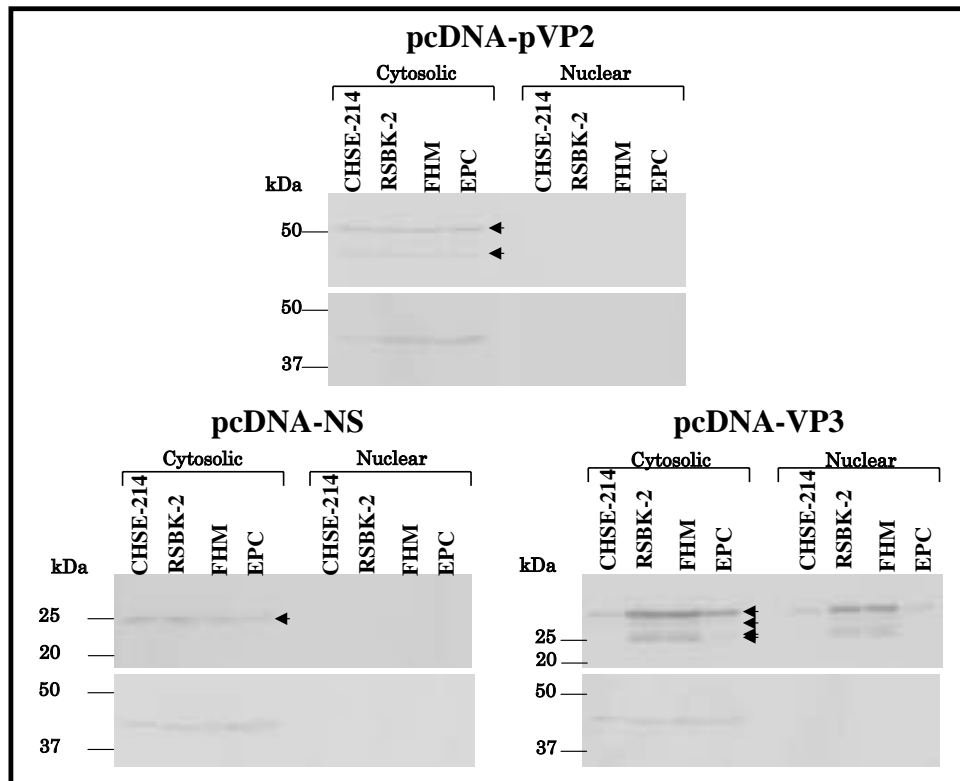 pcDNA-pVP2
Cytosolic Nuclear
CHSE-214 RSBK-2 FHM EPC CHSE-214 RSBK-2 FHM EPC
kDa
50
50
37
pcDNA-NS
Cytosolic Nuclear
CHSE-214 RSBK-2 FHM EPC CHSE-214 RSBK-2 FHM EPC
kDa
25
20
50
37
pcDNA-VP3
Cytosolic Nuclear
CHSE-214 RSBK-2 FHM EPC CHSE-214 RSBK-2 FHM EPC
kDa
25
20
50
37